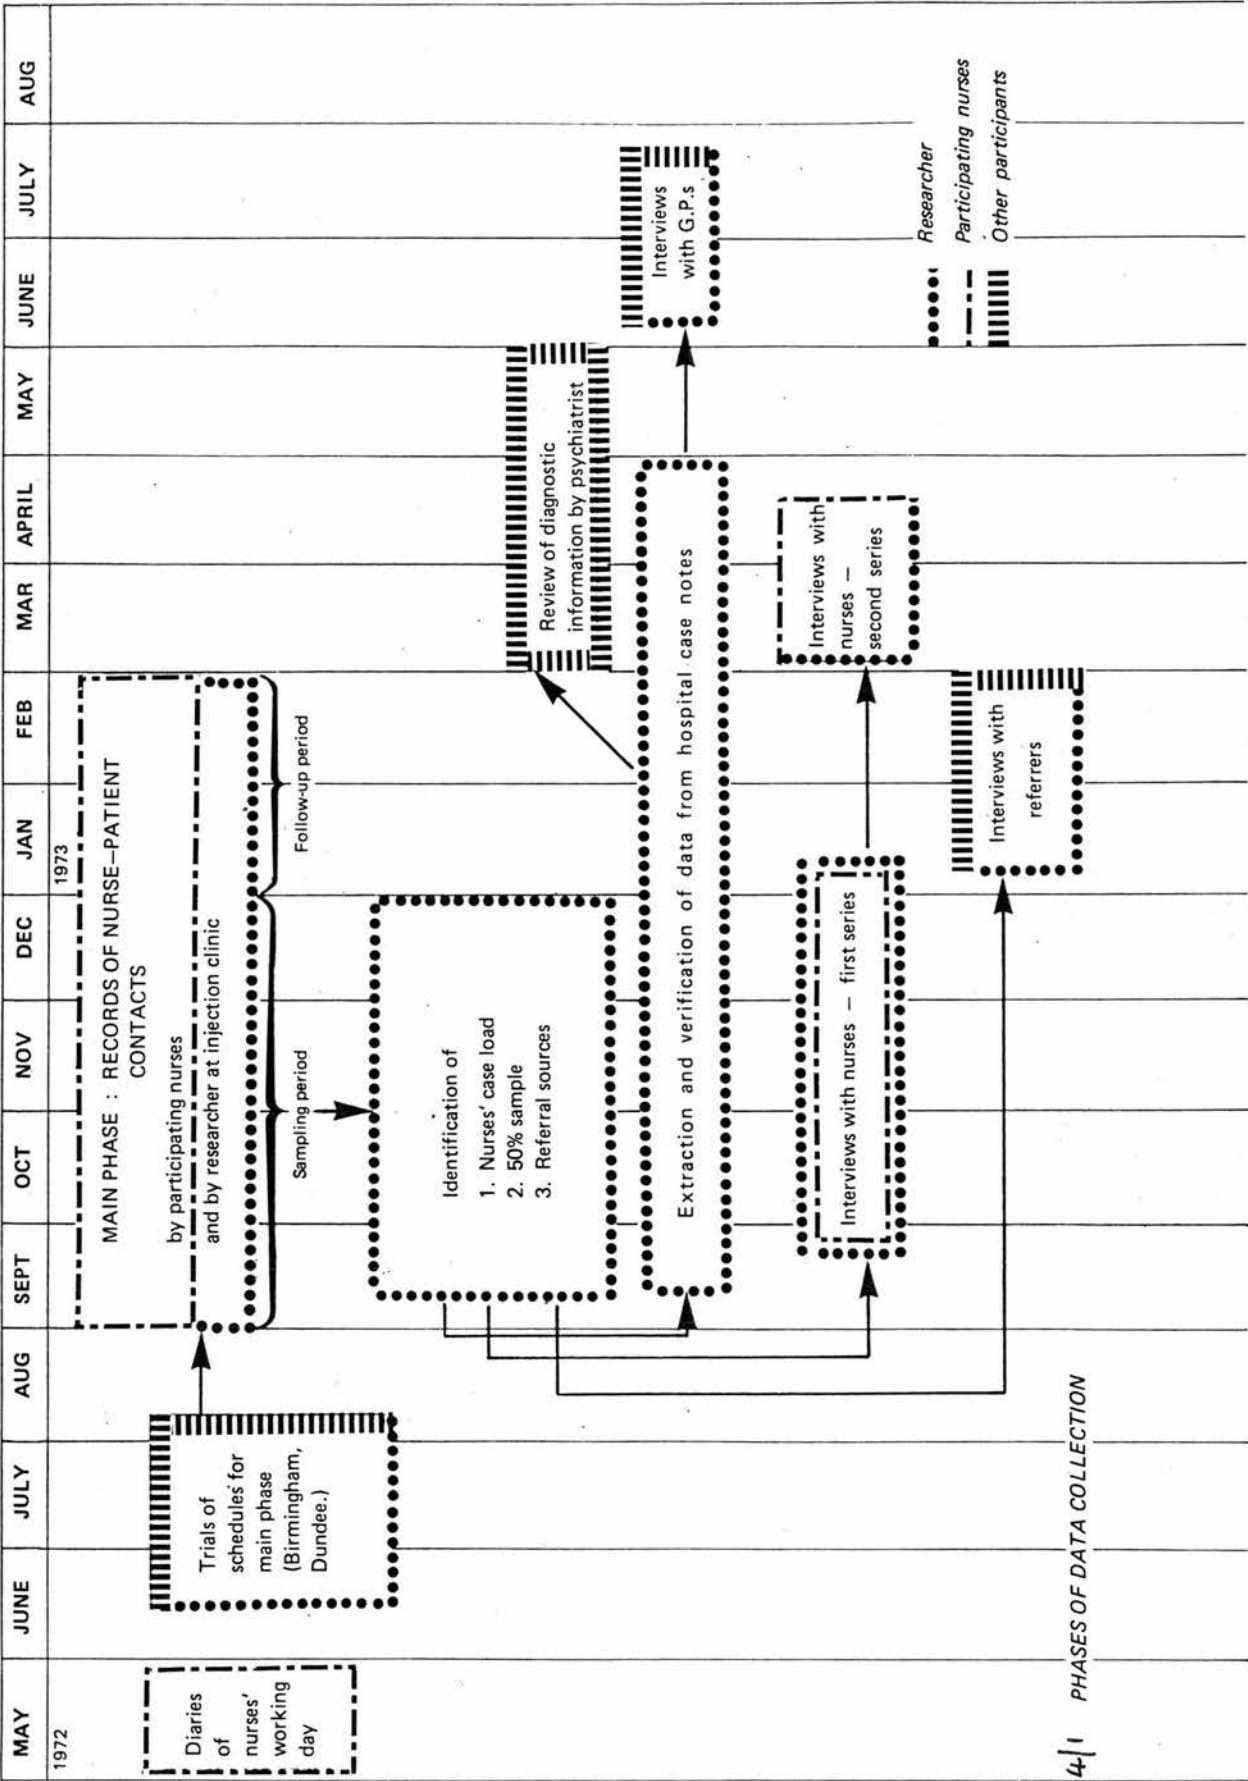 MAY JUNE JULY AUG SEPT OCT NOV DEC JAN FEB MAR APRIL MAY JUNE JULY AUG
1972
1973
Diaries
of
nurses'
working
day
Trials of
schedules for
main phase
(Birmingham,
Dundee.)
MAIN PHASE : RECORDS OF NURSE–PATIENT
CONTACTS
by participating nurses
and by researcher at injection clinic
Sampling period
Follow-up period
Identification of
1. Nurses' case load
2. 50% sample
3. Referral sources
Review of diagnostic
information by psychiatrist
Extraction and verification of data from hospital case notes
Interviews
with G.P.s
Interviews with nurses – first series
Interviews with
nurses –
second series
Interviews with
referrers
Researcher
Participating nurses
Other participants
4/1 PHASES OF DATA COLLECTION